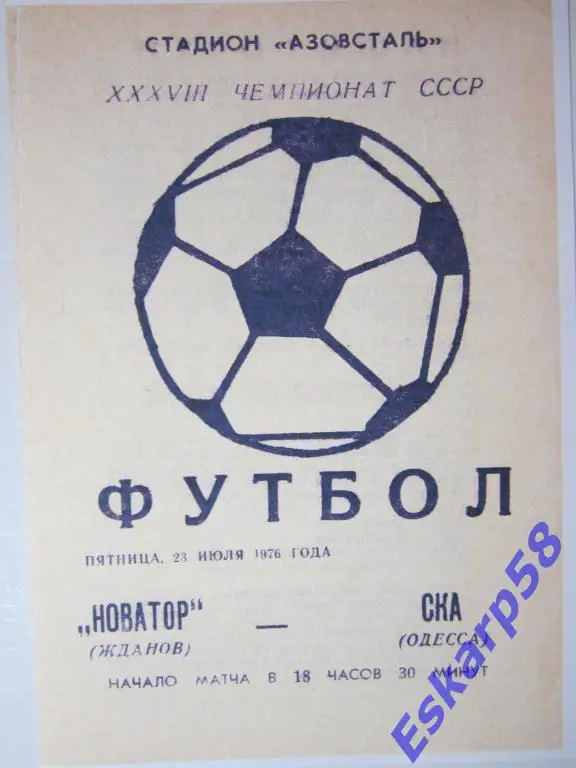 СТАДИОН «АЗОВСТАЛЬ»
XXXVIII ЧЕМПИОНАТ СССР
ФУТБОЛ
ПЯТНИЦА, 23 ИЮЛЯ 1976 ГОДА
„НОВАТОР" — СКА
(ЖДАНОВ) (ОДЕССА)
НАЧАЛО МАТЧА В 18 ЧАСОВ 30 МИНУТ
Eskarp58